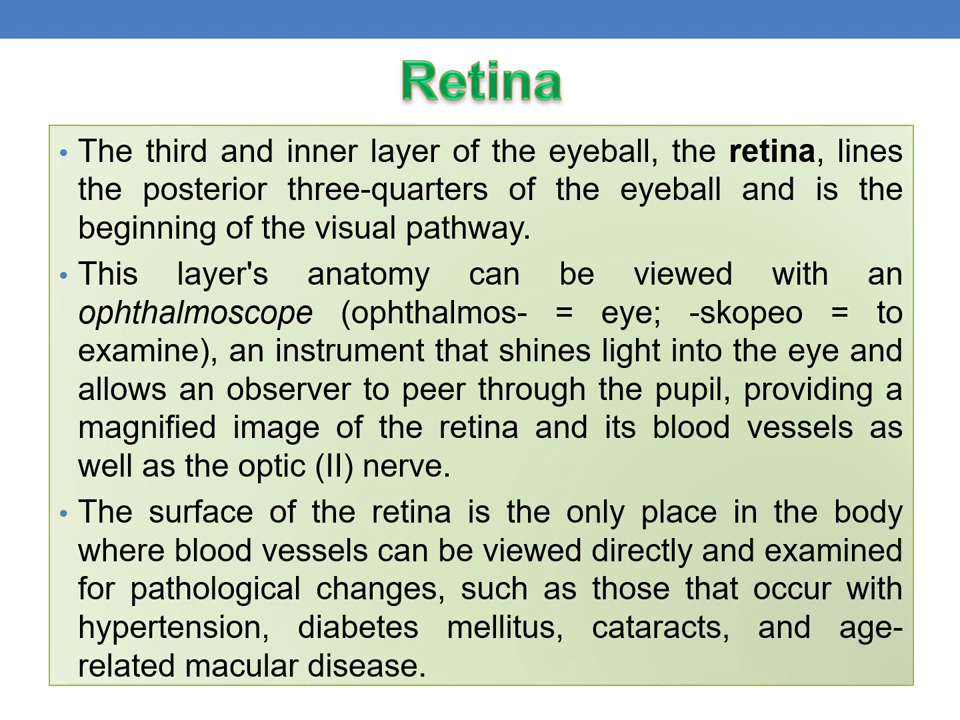 Retina
• The third and inner layer of the eyeball, the retina, lines
the posterior three-quarters of the eyeball and is the
beginning of the visual pathway.
• This layer's anatomy can be viewed with an
ophthalmoscope (ophthalmos- = eye; -skopeo = to
examine), an instrument that shines light into the eye and
allows an observer to peer through the pupil, providing a
magnified image of the retina and its blood vessels as
well as the optic (II) nerve.
• The surface of the retina is the only place in the body
where blood vessels can be viewed directly and examined
for pathological changes, such as those that occur with
hypertension, diabetes mellitus, cataracts, and age-
related macular disease.